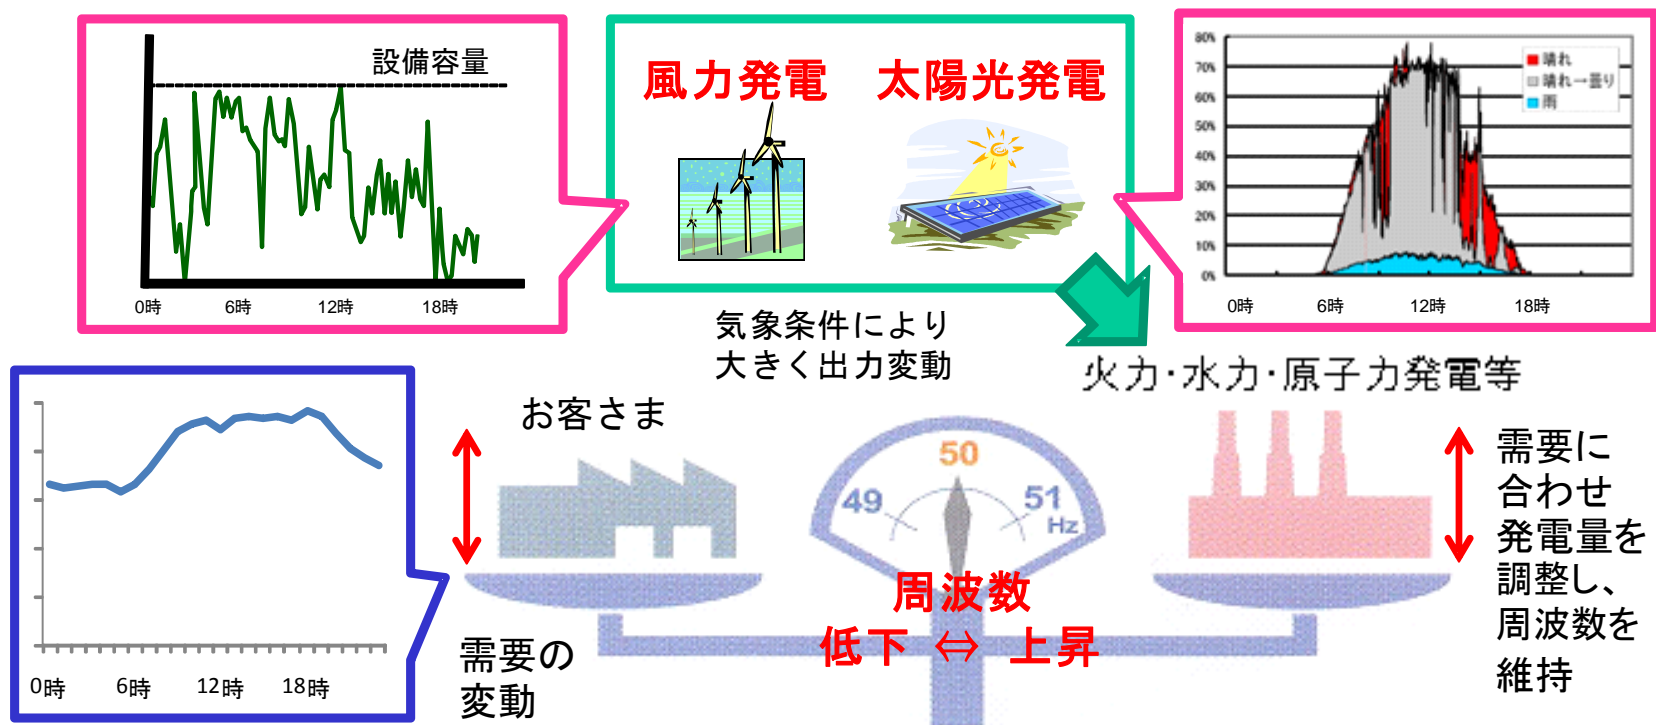 設備容量
0時 6時 12時 18時
風力発電 太陽光発電
80%
70%
60%
50%
40%
30%
20%
10%
0%
晴れ
晴れ→曇り
雨
0時 6時 12時 18時
気象条件により
大きく出力変動
火力・水力・原子力発電等
お客さま
49 50 51
Hz
周波数
低下 ⇔ 上昇
需要に
合わせ
発電量を
調整し、
周波数を
維持
0時 6時 12時 18時
需要の
変動